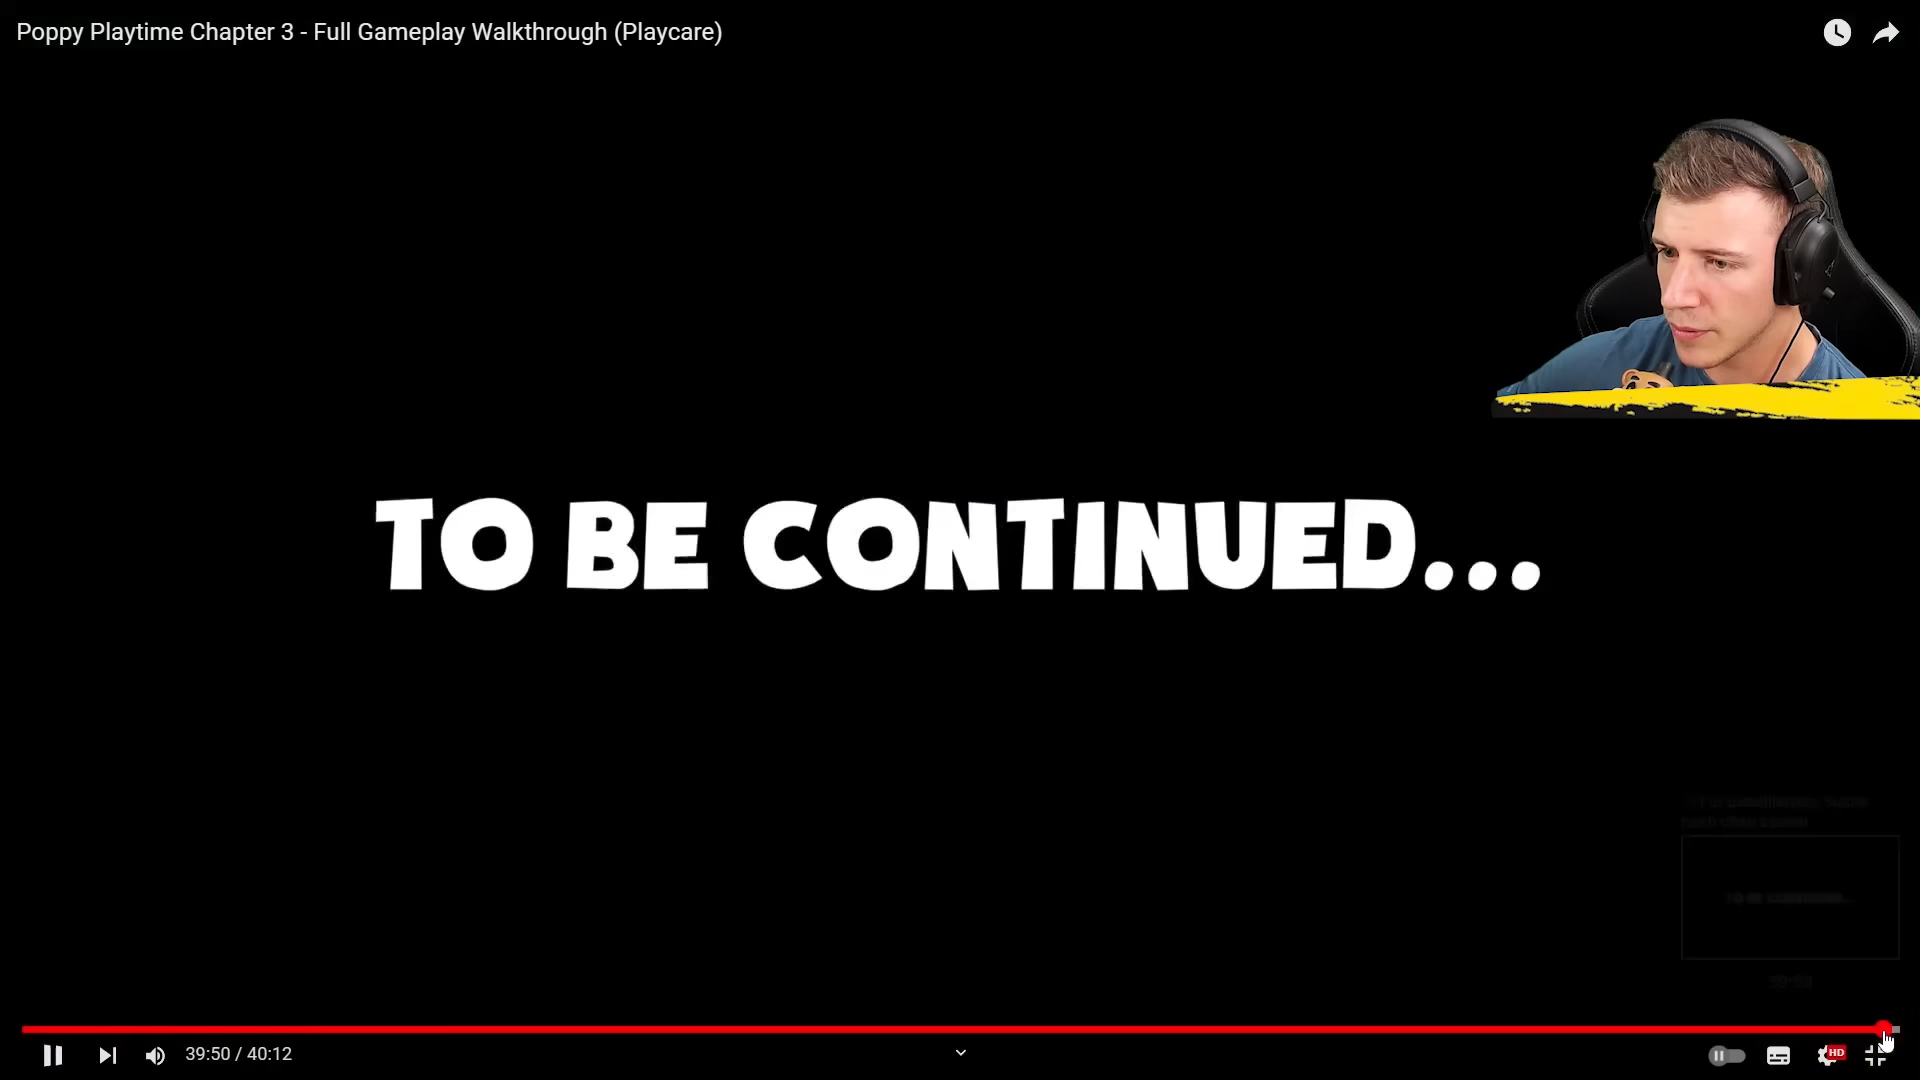 Poppy Playtime Chapter 3 - Full Gameplay Walkthrough (Playcare)
TO BE CONTINUED...
39:50 / 40:12
HD